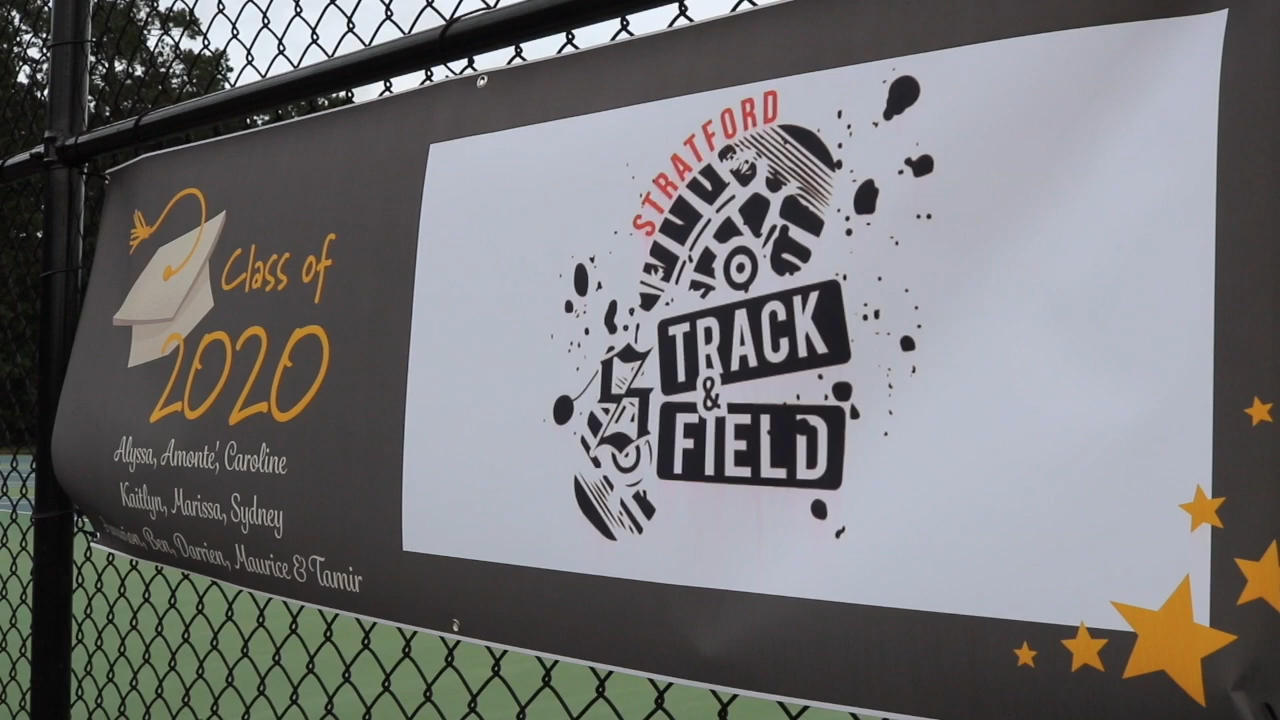 Class of
2020
Alyssa, Amonte', Caroline
Kaitlyn, Marissa, Sydney
Ben, Darrien, Maurice & Tamir
STRATFORD
TRACK
&
FIELD